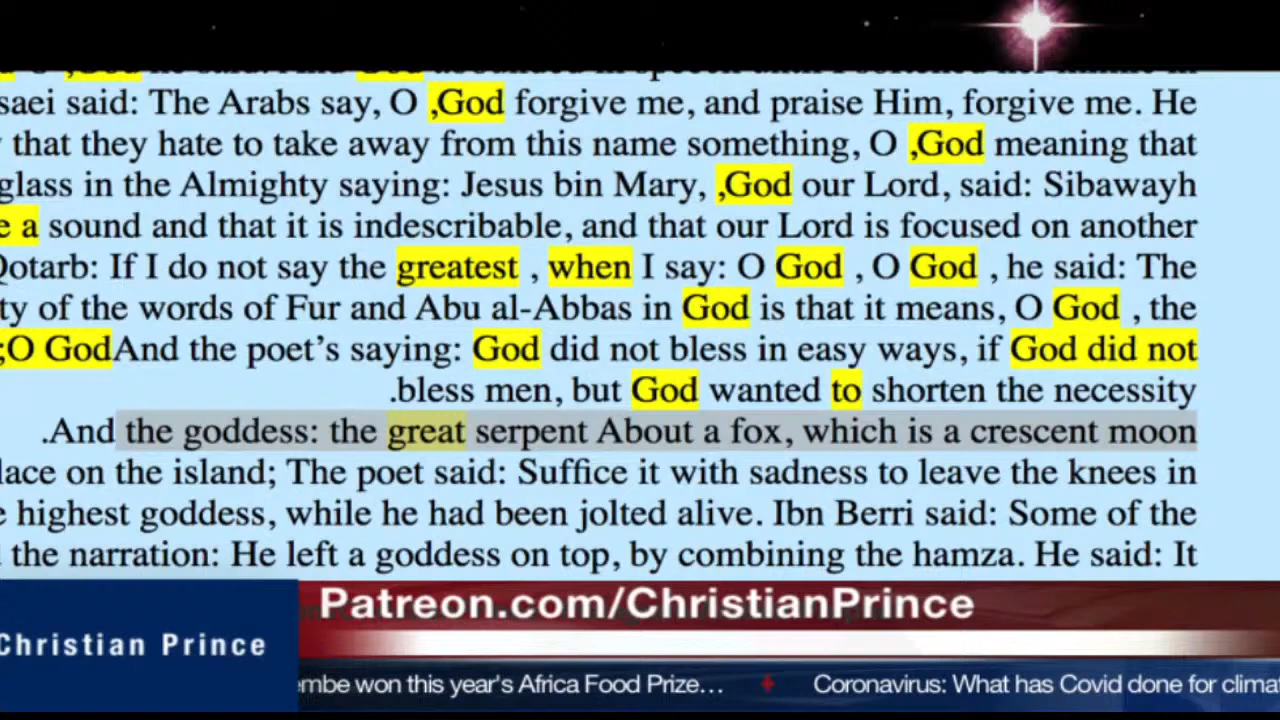 saei said: The Arabs say, O ,God forgive me, and praise Him, forgive me. He
that they hate to take away from this name something, O ,God meaning that
glass in the Almighty saying: Jesus bin Mary, ,God our Lord, said: Sibawayh
e a sound and that it is indescribable, and that our Lord is focused on another
Qotarb: If I do not say the greatest , when I say: O God , O God , he said: The
ty of the words of Fur and Abu al-Abbas in God is that it means, O God , the
;O GodAnd the poet's saying: God did not bless in easy ways, if God did not
.bless men, but God wanted to shorten the necessity
.And the goddess: the great serpent About a fox, which is a crescent moon
lace on the island; The poet said: Suffice it with sadness to leave the knees in
e highest goddess, while he had been jolted alive. Ibn Berri said: Some of the
the narration: He left a goddess on top, by combining the hamza. He said: It
Patreon.com/ChristianPrince
Christian Prince
embe won this year's Africa Food Prize... Coronavirus: What has Covid done for clima